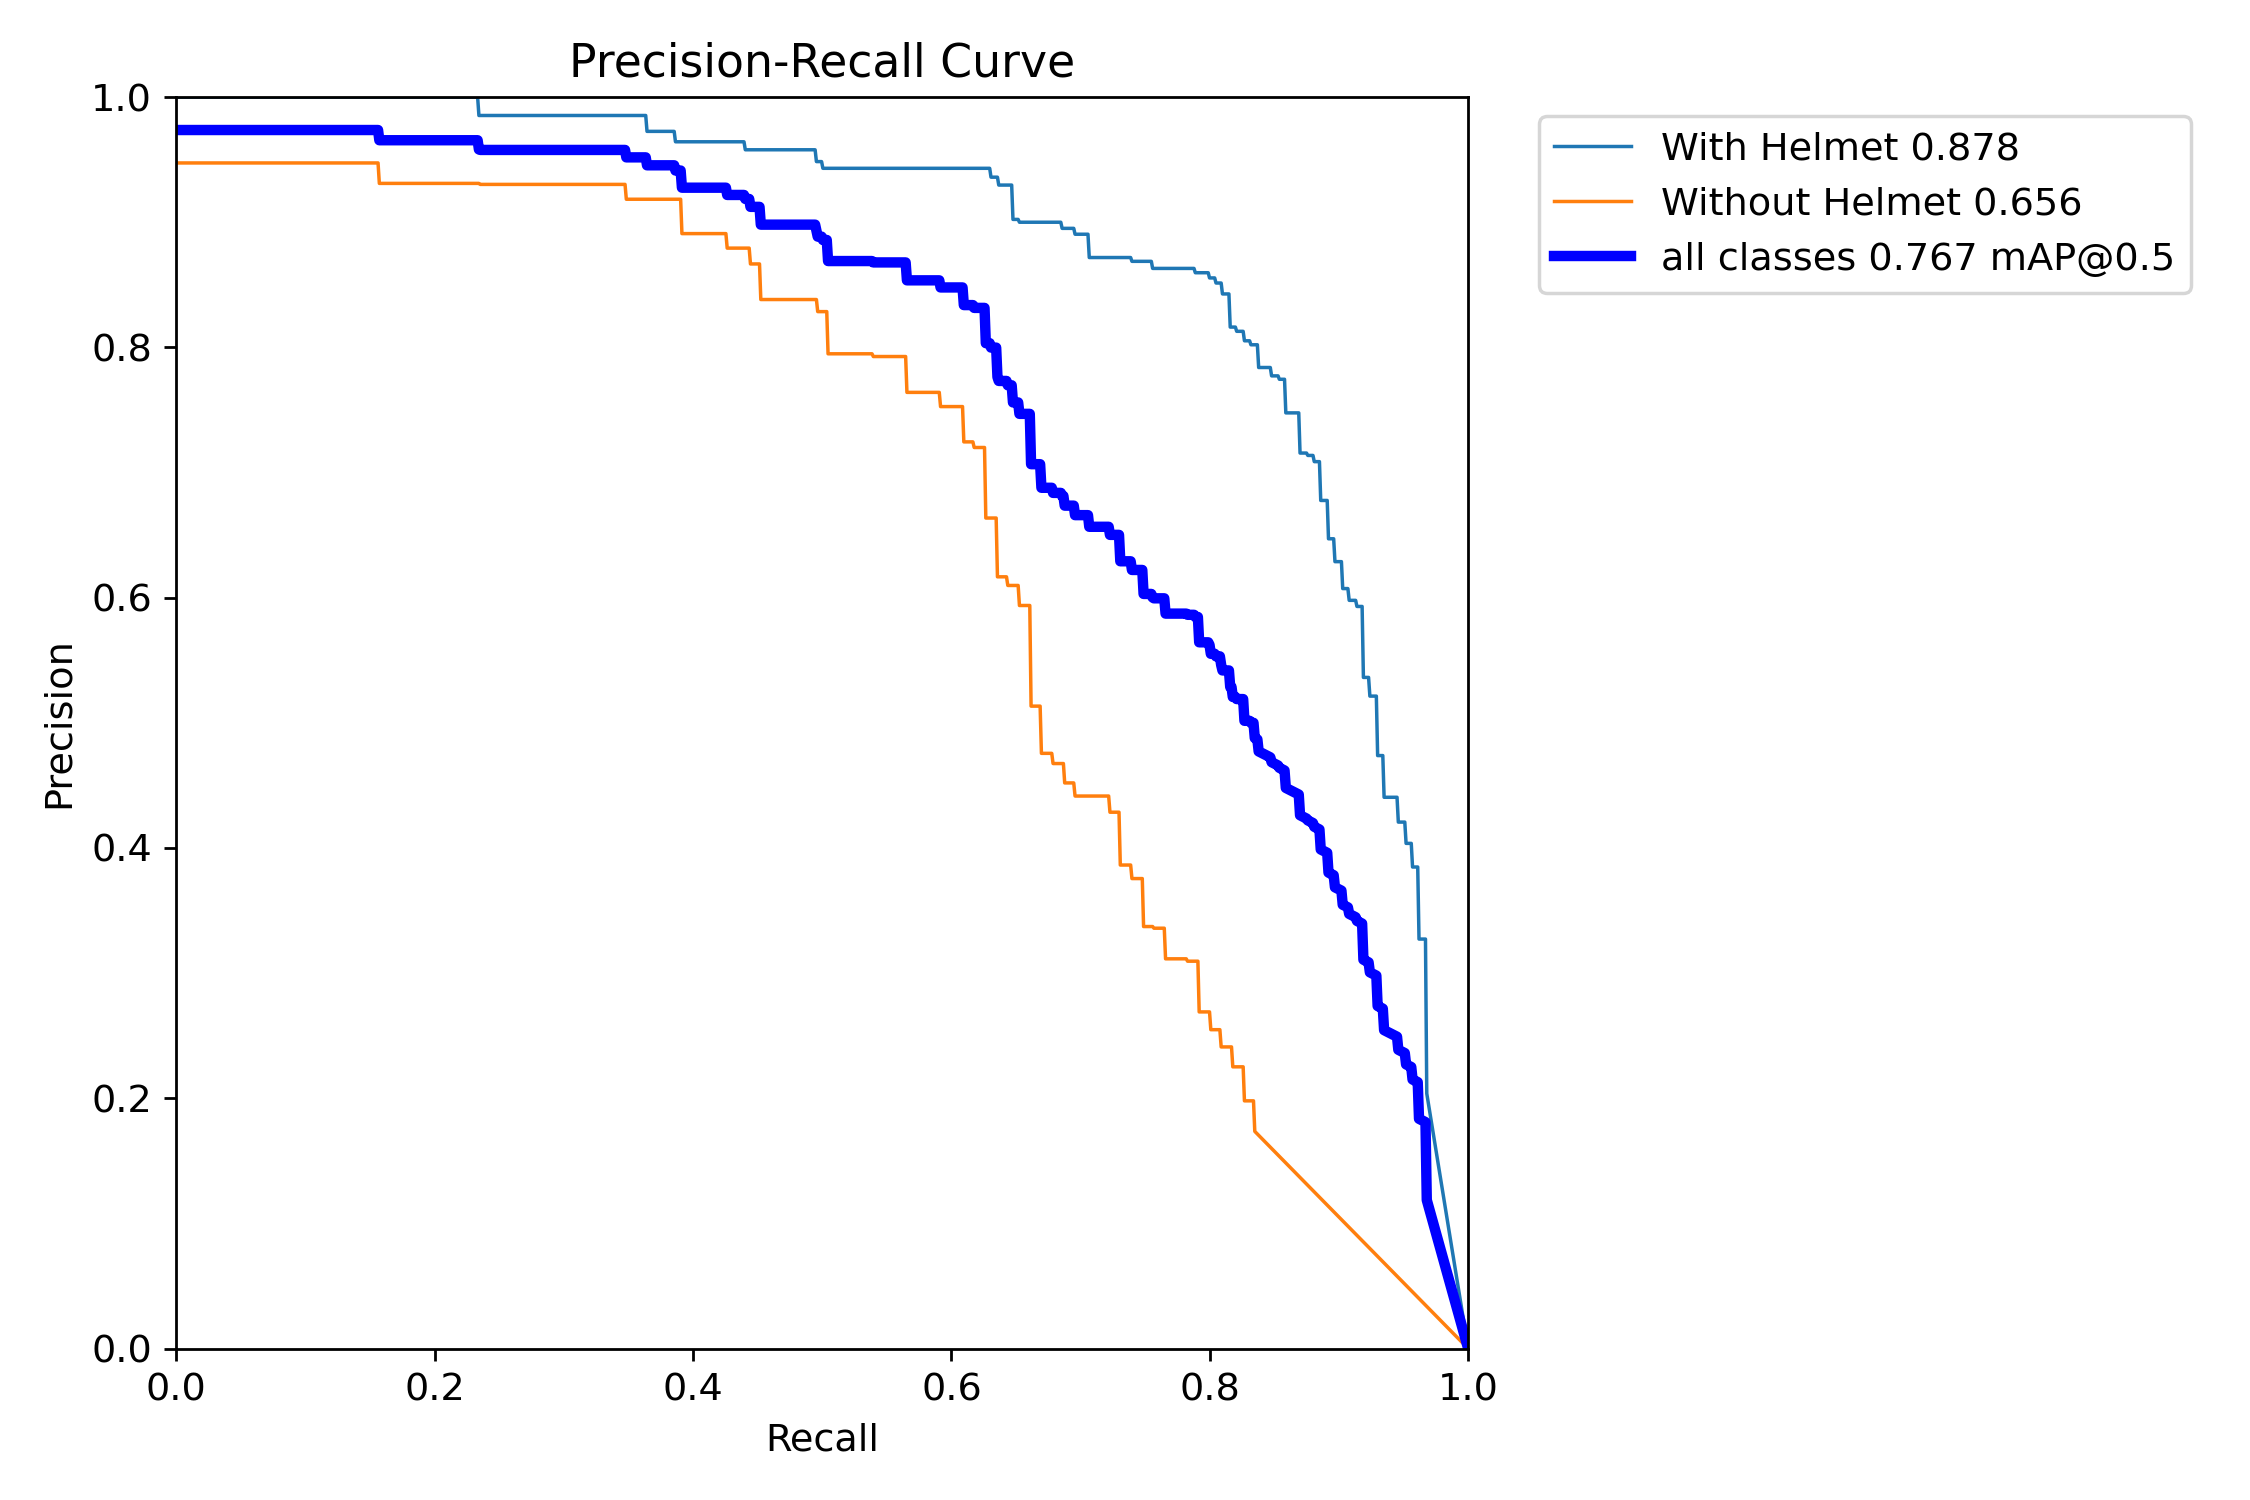 Precision-Recall Curve
1.0
0.8
0.6
0.4
0.2
0.0
Precision
0.0 0.2 0.4 0.6 0.8 1.0
Recall
With Helmet 0.878
Without Helmet 0.656
all classes 0.767 mAP@0.5